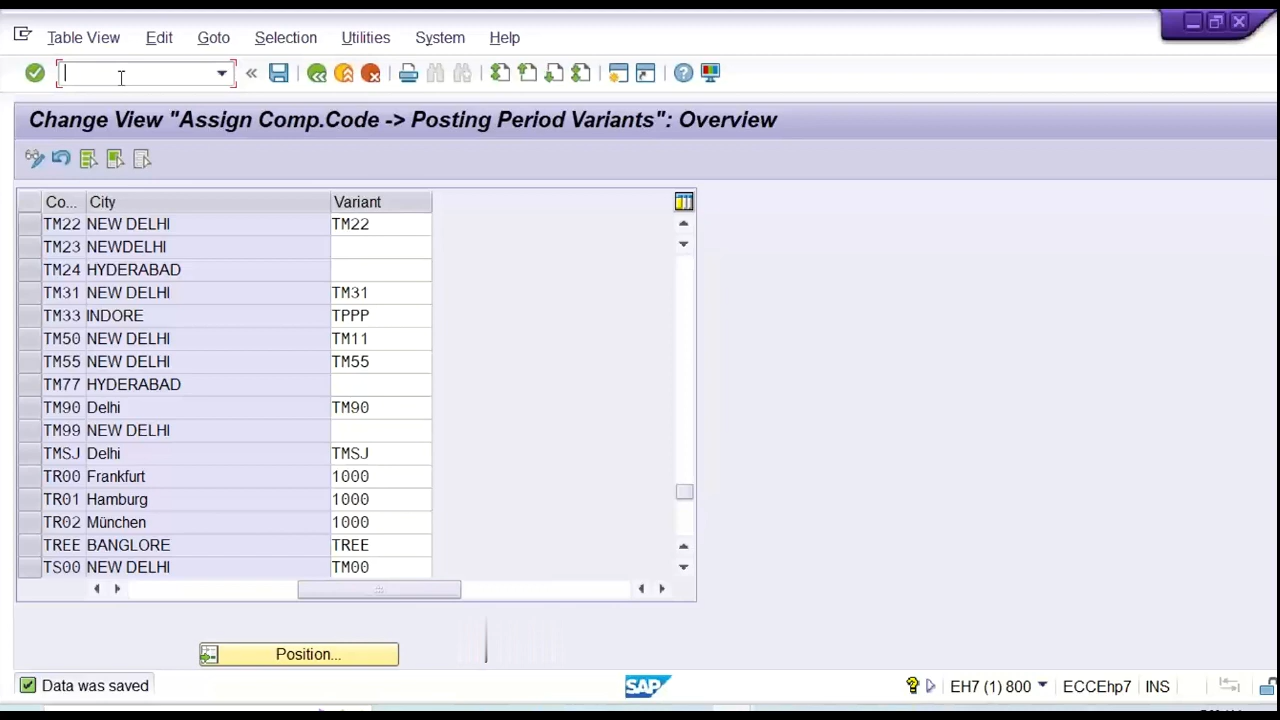 Table View Edit Goto Selection Utilities System Help
Change View "Assign Comp.Code -> Posting Period Variants": Overview
Co... City Variant
TM22 NEW DELHI TM22
TM23 NEWDELHI
TM24 HYDERABAD
TM31 NEW DELHI TM31
TM33 INDORE TPPP
TM50 NEW DELHI TM11
TM55 NEW DELHI TM55
TM77 HYDERABAD
TM90 Delhi TM90
TM99 NEW DELHI
TMSJ Delhi TMSJ
TR00 Frankfurt 1000
TR01 Hamburg 1000
TR02 München 1000
TREE BANGLORE TREE
TS00 NEW DELHI TM00
Position...
Data was saved SAP EH7 (1) 800 ECCEhp7 INS